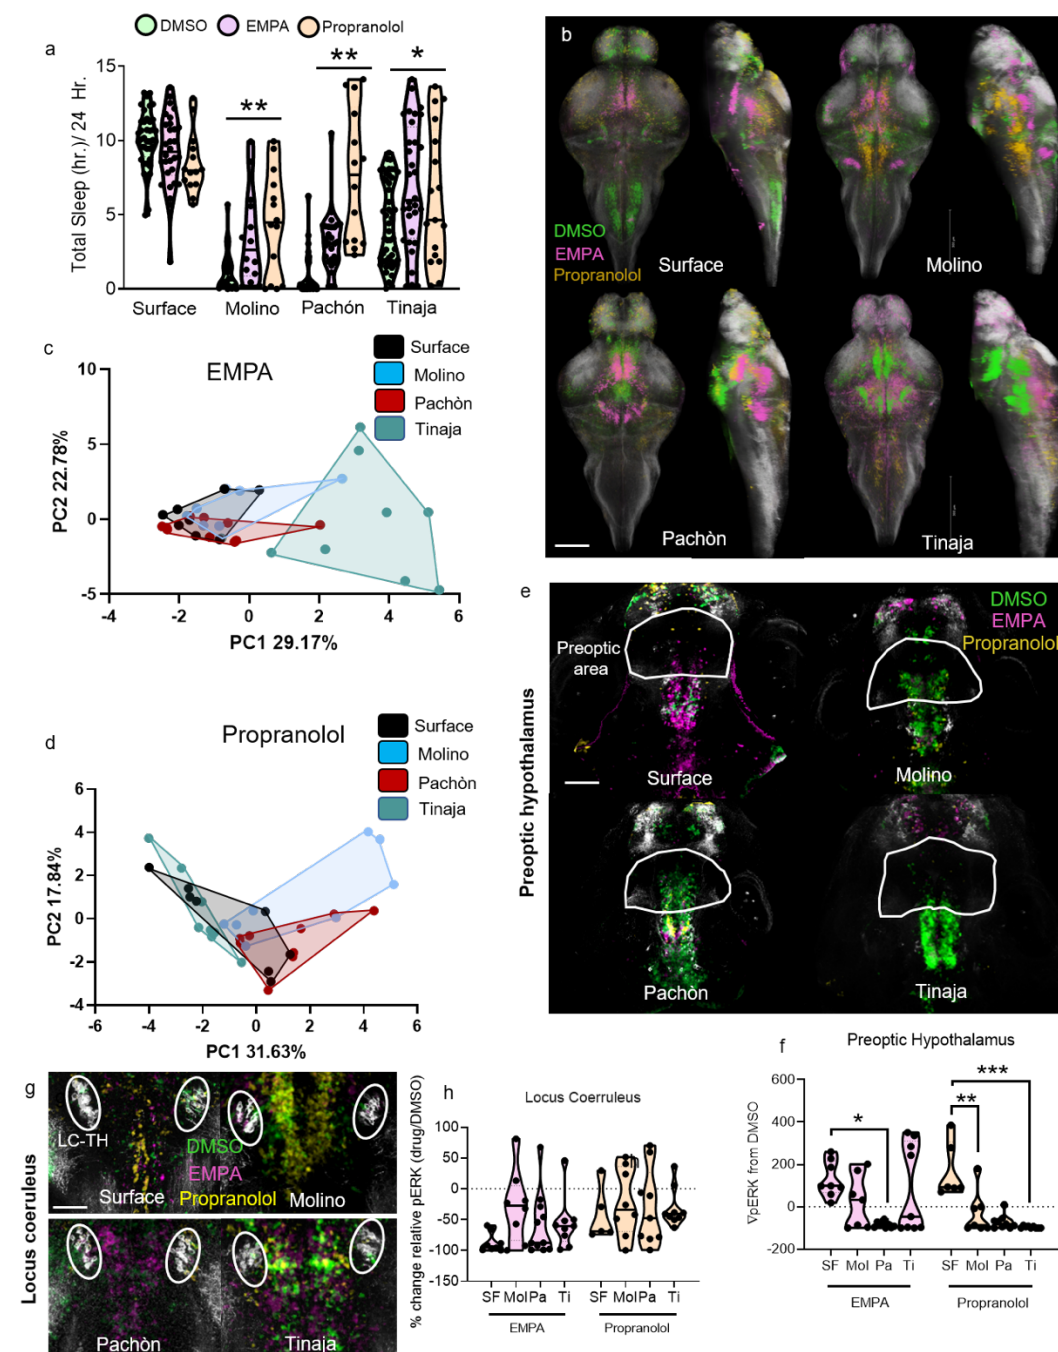 DMSO EMPA Propranolol
a
Total Sleep (hr.)/ 24 Hr.
15
10
5
0
** ** *
Surface Molino Pachón Tinaja
b
DMSO
EMPA
Propranolol
Surface
Molino
Pachòn
Tinaja
c
EMPA
Surface
Molino
Pachòn
Tinaja
PC2 22.78%
10
5
0
-5
-4 -2 0 2 4 6
PC1 29.17%
d
Propranolol
Surface
Molino
Pachòn
Tinaja
PC2 17.84%
6
4
2
0
-2
-4
-6 -4 -2 0 2 4 6
PC1 31.63%
e
Preoptic hypothalamus
DMSO
EMPA
Propranolol
Preoptic
area
Surface
Molino
Pachòn
Tinaja
f
Preoptic Hypothalamus
∇pERK from DMSO
600
400
200
0
-200
* ** ***
SF Mol Pa Ti SF Mol Pa Ti
EMPA Propranolol
g
Locus coeruleus
LC-TH
DMSO
EMPA
Propranolol
Surface
Molino
Pachòn
Tinaja
h
Locus Coerruleus
% change relative pERK (drug/DMSO)
100
50
0
-50
-100
-150
SF Mol Pa Ti SF Mol Pa Ti
EMPA Propranolol